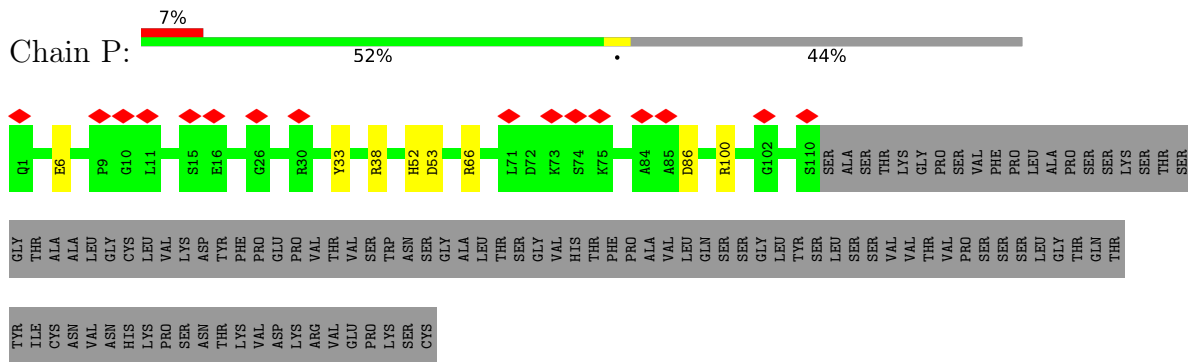 7%
Chain P:
52% • 44%
Q1 E6 P9 G10 L11 S15 E16 G26 R30 Y33 R38 H52 D53 R66 L71 D72 K73 S74 K75 A84 A85 D86 R100 G102 S110 SER ALA SER THR LYS GLY PRO SER VAL PHE PRO LEU ALA PRO SER SER LYS SER THR SER
GLY THR ALA ALA LEU GLY CYS LEU VAL LYS ASP TYR PHE PRO GLU PRO VAL THR VAL SER TRP ASN SER GLY ALA LEU THR SER GLY VAL HIS THR PHE PRO ALA VAL LEU GLN SER SER GLY LEU TYR SER LEU SER SER VAL VAL THR VAL PRO SER SER SER LEU GLY THR GLN THR
TYR ILE CYS ASN VAL ASN HIS LYS PRO SER ASN THR LYS VAL ASP LYS ARG VAL GLU PRO LYS SER CYS